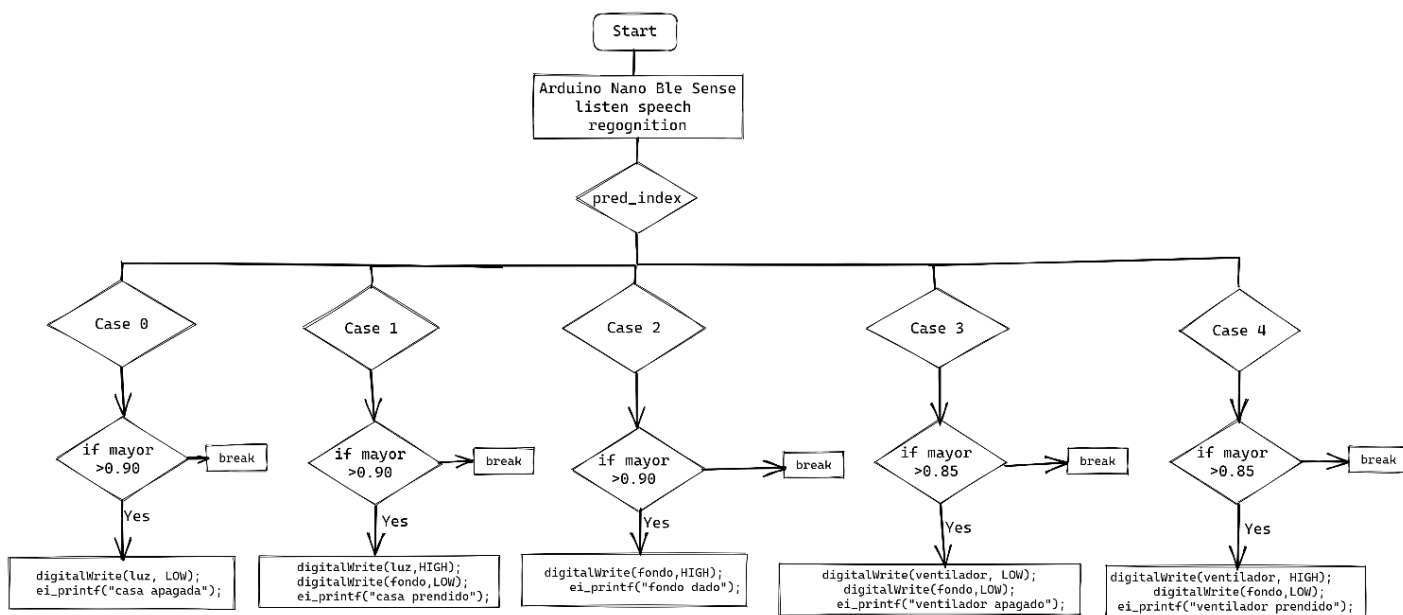 Start
Arduino Nano Ble Sense
listen speech
regognition
pred_index
Case 0
Case 1
Case 2
Case 3
Case 4
if mayor
>0.90
break
if mayor
>0.90
break
if mayor
>0.90
break
if mayor
>0.85
break
if mayor
>0.85
break
Yes
Yes
Yes
Yes
Yes
digitalWrite(luz, LOW);
ei_printf("casa apagada");
digitalWrite(luz,HIGH);
digitalWrite(fondo,LOW);
ei_printf("casa prendido");
digitalWrite(fondo,HIGH);
ei_printf("fondo dado");
digitalWrite(ventilador, LOW);
digitalWrite(fondo,LOW);
ei_printf("ventilador apagado");
digitalWrite(ventilador, HIGH);
digitalWrite(fondo,LOW);
ei_printf("ventilador prendido");